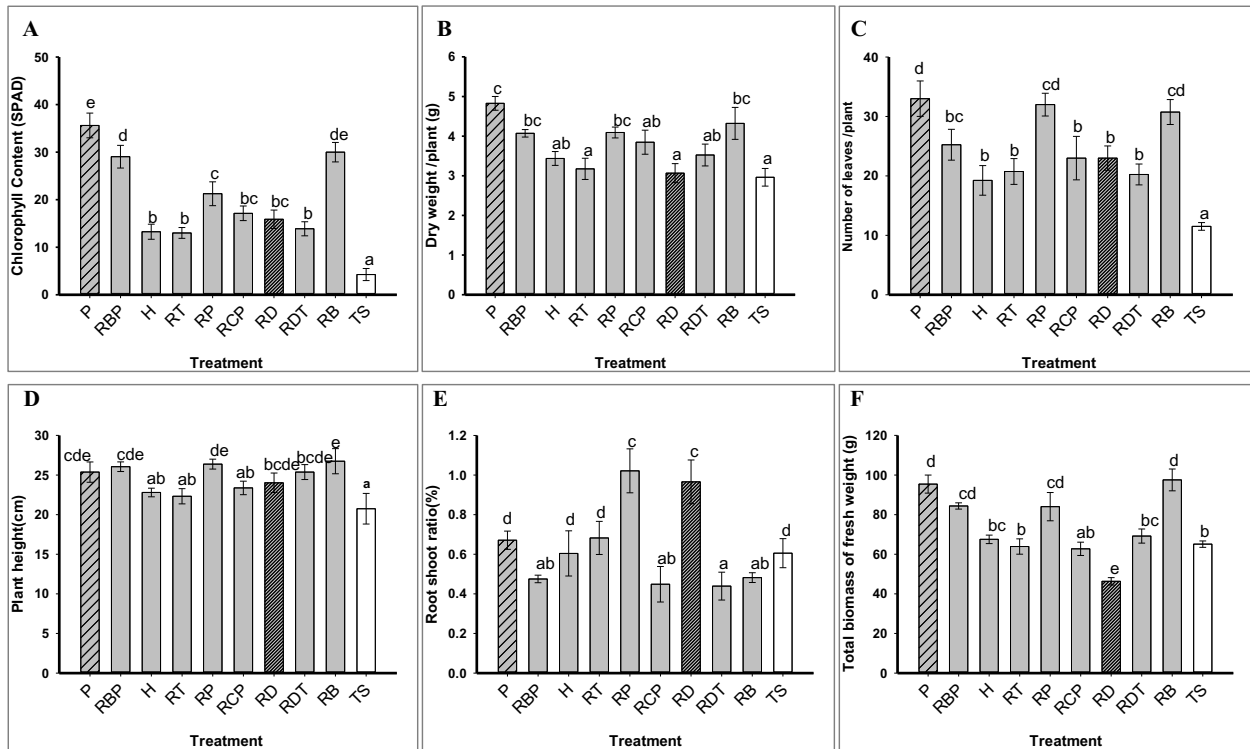 A
Chlorophyll Content (SPAD)
50
40
30
20
10
0
e
d
b
b
c
bc
bc
b
de
a
P
RBP
H
RT
RP
RCP
RD
RDT
RB
TS
Treatment
B
Dry weight /plant (g)
6
5
4
3
2
1
0
c
bc
ab
a
bc
ab
a
ab
bc
a
P
RBP
H
RT
RP
RCP
RD
RDT
RB
TS
Treatment
C
Number of leaves /plant
40
30
20
10
0
d
bc
b
b
cd
b
b
b
cd
a
P
RBP
H
RT
RP
RCP
RD
RDT
RB
TS
Treatment
D
Plant height(cm)
30
25
20
15
10
5
0
cde
cde
ab
ab
de
ab
bcde
bcde
e
a
P
RBP
H
RT
RP
RCP
RD
RDT
RB
TS
Treatment
E
Root shoot ratio(%)
1.2
1.0
0.8
0.6
0.4
0.2
0.0
d
ab
d
d
c
ab
c
a
ab
d
P
RBP
H
RT
RP
RCP
RD
RDT
RB
TS
Treatment
F
Total biomass of fresh weight (g)
120
100
80
60
40
20
0
d
cd
bc
b
cd
ab
e
bc
d
b
P
RBP
H
RT
RP
RCP
RD
RDT
RB
TS
Treatment